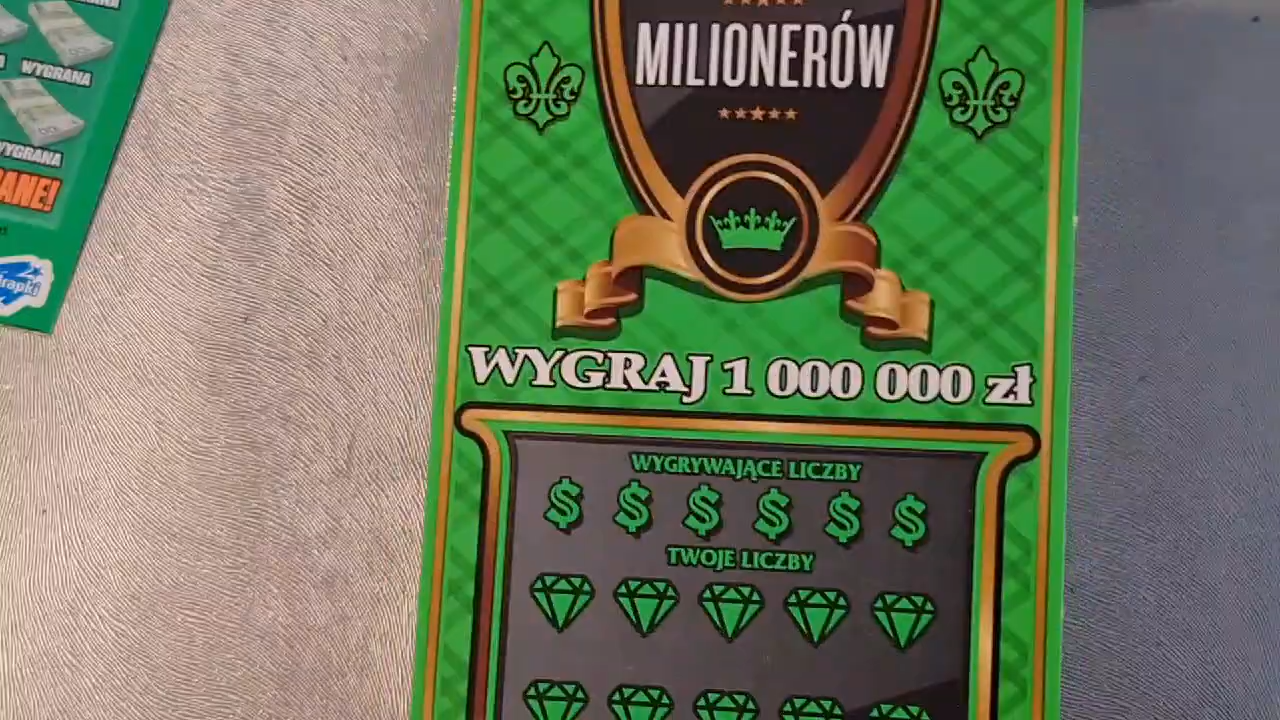 WYGRANA
WYGRANA
MILIONERÓW
WYGRAJ 1 000 000 zł
WYGRYWAJĄCE LICZBY
$ $ $ $ $ $
TWOJE LICZBY